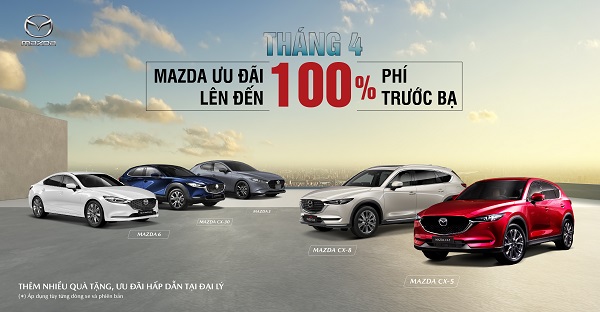 mazda
THÁNG 4
MAZDA ƯU ĐÃI
LÊN ĐẾN
100%
PHÍ
TRƯỚC BẠ
MAZDA 6
MAZDA CX-30
MAZDA 3
MAZDA CX-8
MAZDA CX-5
THÊM NHIỀU QUÀ TẶNG, ƯU ĐÃI HẤP DẪN TẠI ĐẠI LÝ
(*) Áp dụng tùy từng dòng xe và phiên bản